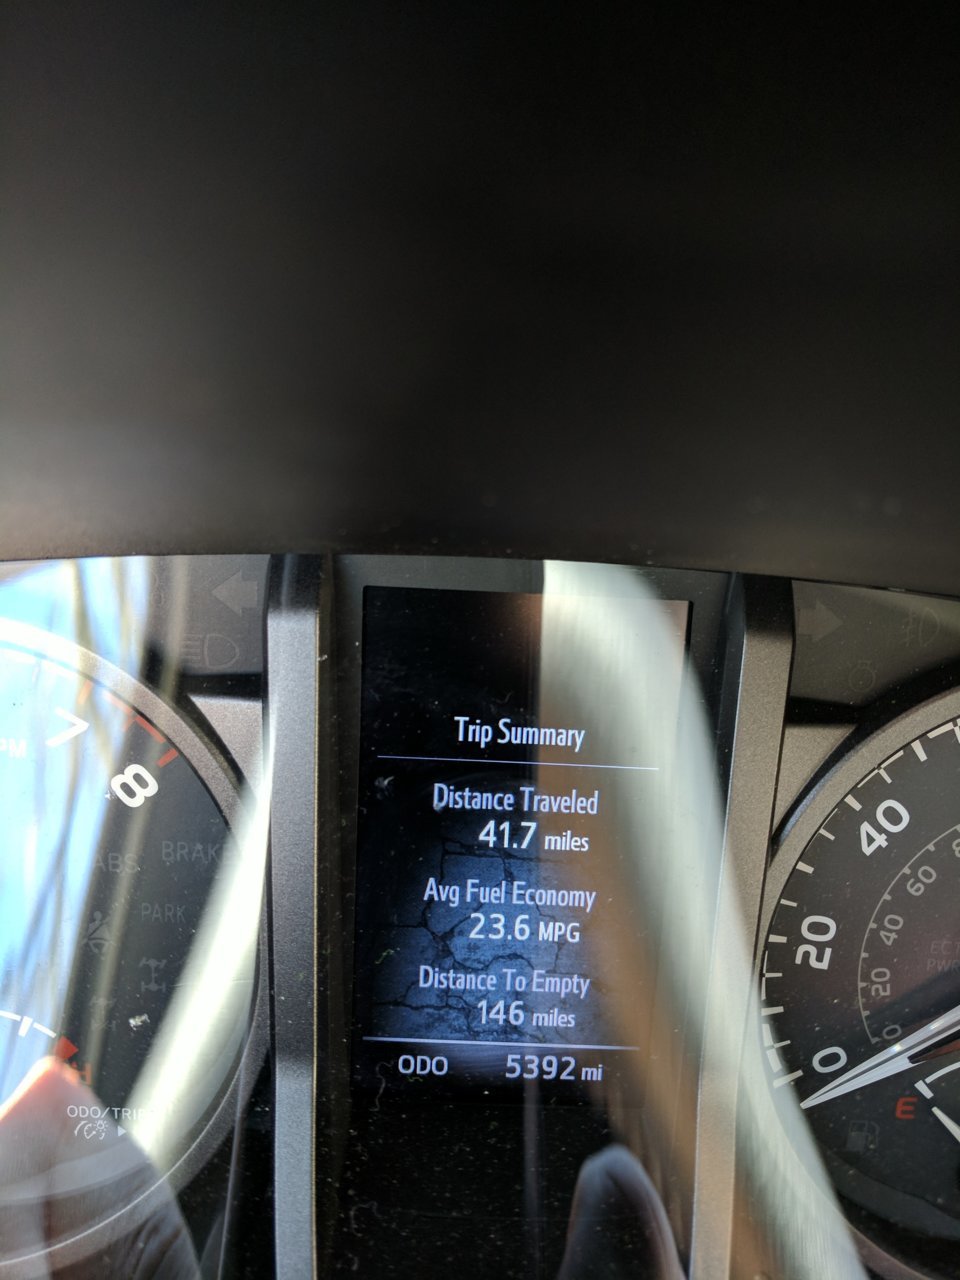 7
8
ABS
BRAKE
PARK
H
ODO/TRIP
Trip Summary
Distance Traveled
41.7 miles
Avg Fuel Economy
23.6 MPG
Distance To Empty
146 miles
ODO 5392 mi
40
20
0
60
40
20
0
E